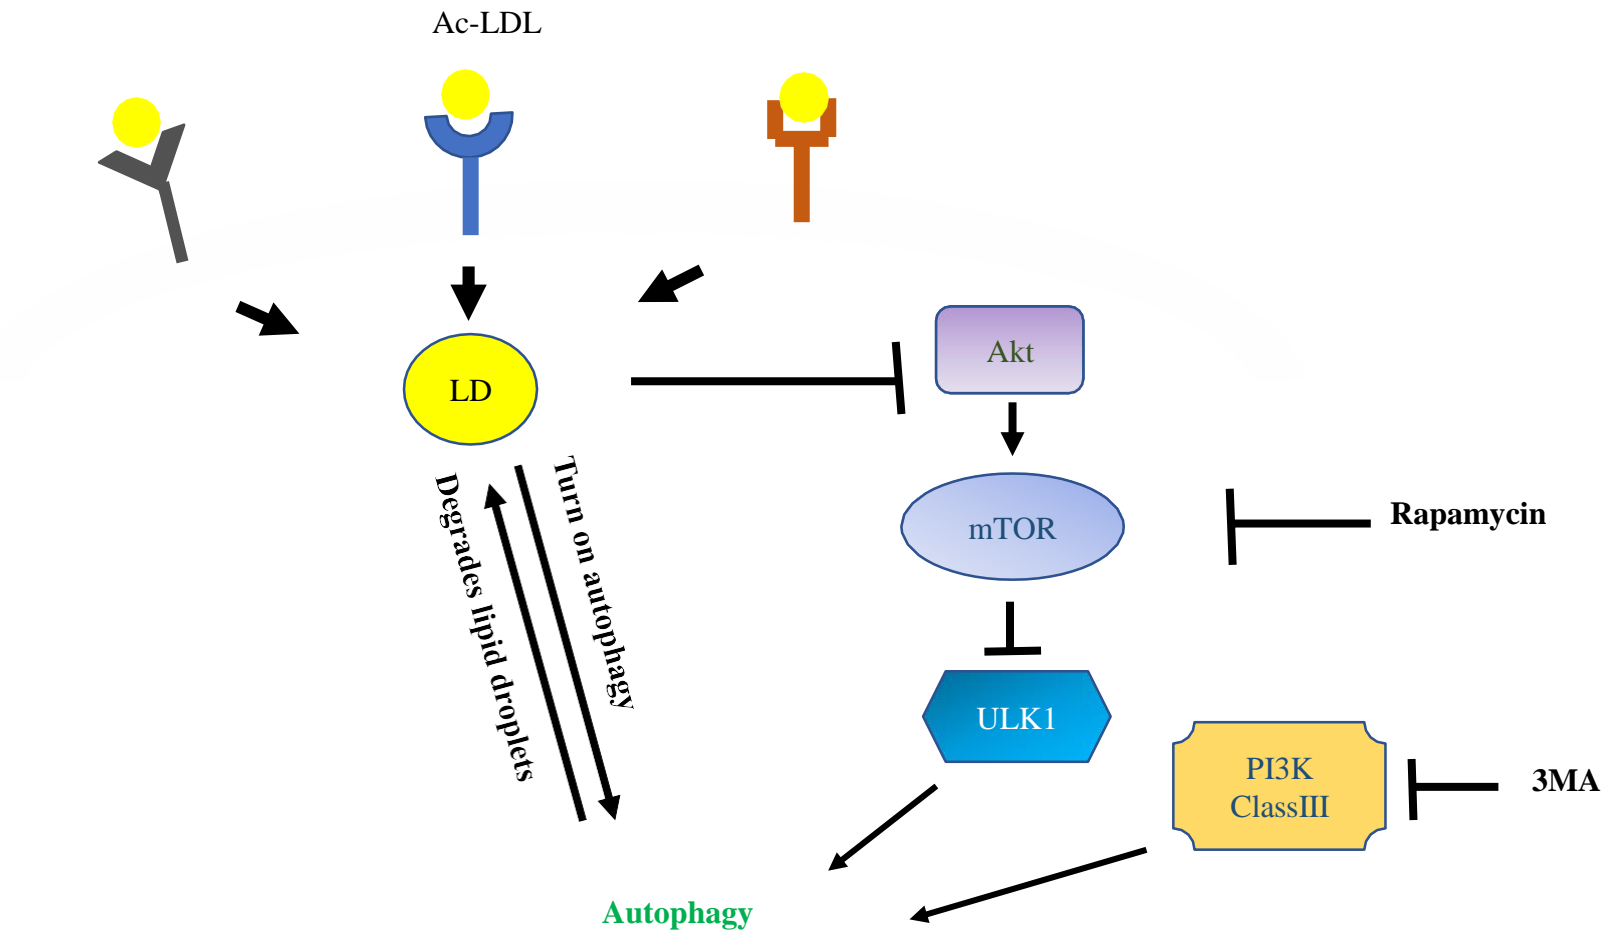 Ac-LDL
Akt
LD
Turn on autophagy
Degrades lipid droplets
mTOR
Rapamycin
ULK1
PI3K
ClassIII
3MA
Autophagy